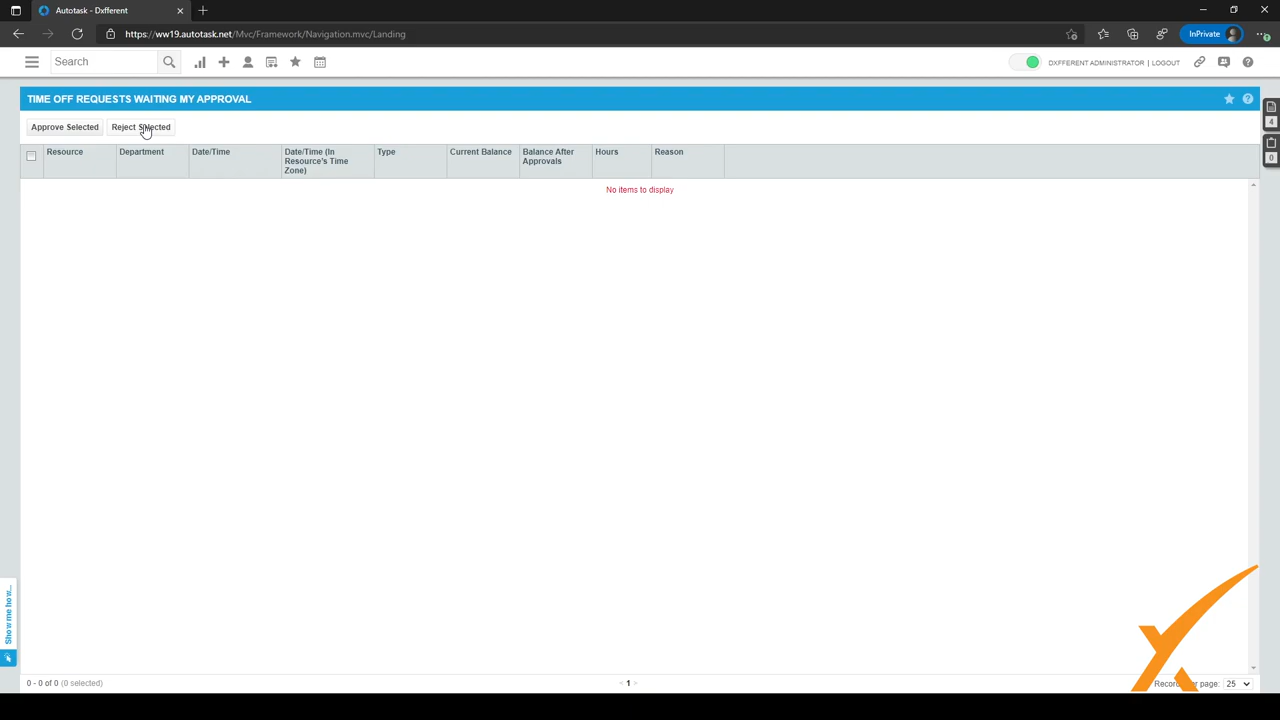 Autotask - Dxfferent
https://ww19.autotask.net/Mvc/Framework/Navigation.mvc/Landing
InPrivate
Search
DXFFERENT ADMINISTRATOR | LOGOUT
TIME OFF REQUESTS WAITING MY APPROVAL
4
Approve Selected
Reject Selected
0
Resource
Department
Date/Time
Date/Time (In
Resource's Time
Zone)
Type
Current Balance
Balance After
Approvals
Hours
Reason
No items to display
Show me how...
0 - 0 of 0 (0 selected)
< 1 >
page:
25